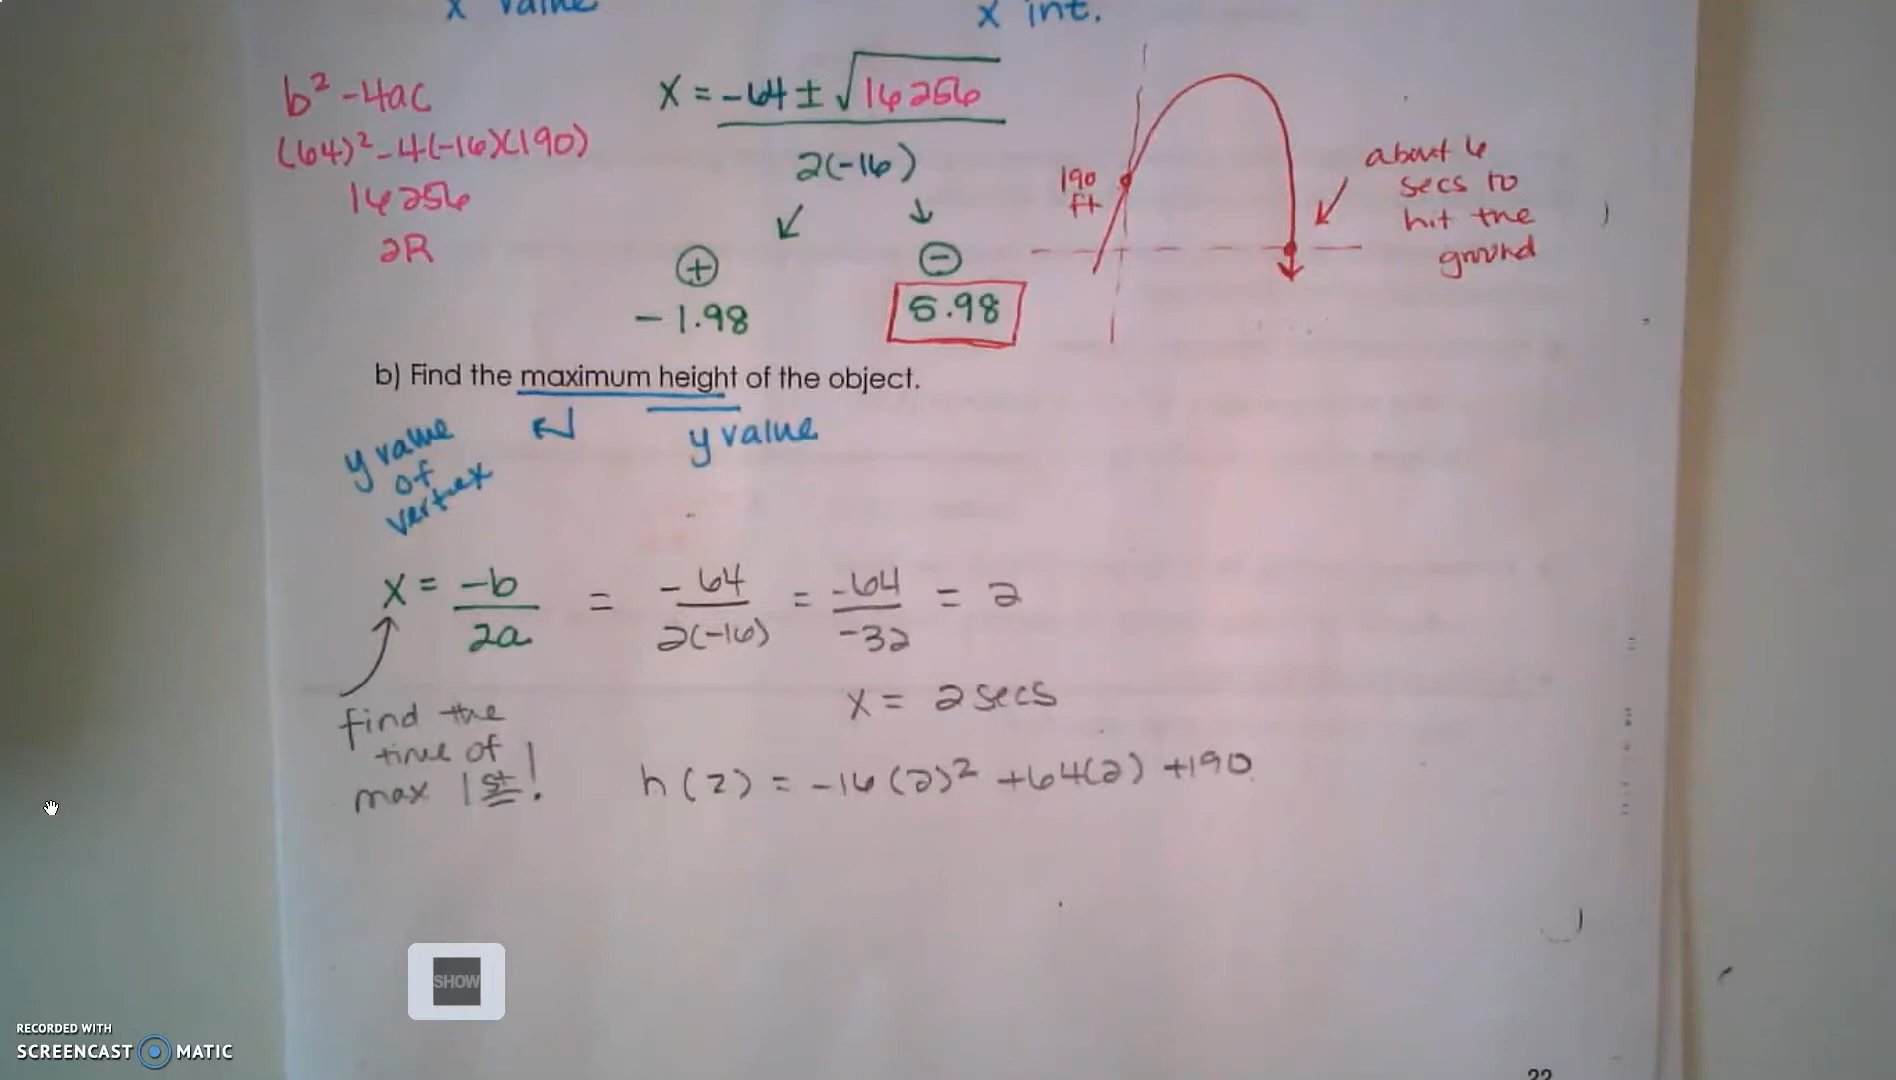 x value
x int.
b² - 4ac
(64)² - 4(-16)(190)
16256
2R
x = -64 ± √16256
2(-16)
+
-1.98
-
5.98
190
ft
about 6
secs to
hit the
ground
b) Find the maximum height of the object.
y value
y value
of
vertex
x = -b / 2a = -64 / 2(-16) = -64 / -32 = 2
x = 2 secs
find the
time of
max 1st!
h(2) = -16(2)² + 64(2) + 190
SHOW
RECORDED WITH
SCREENCAST MATIC